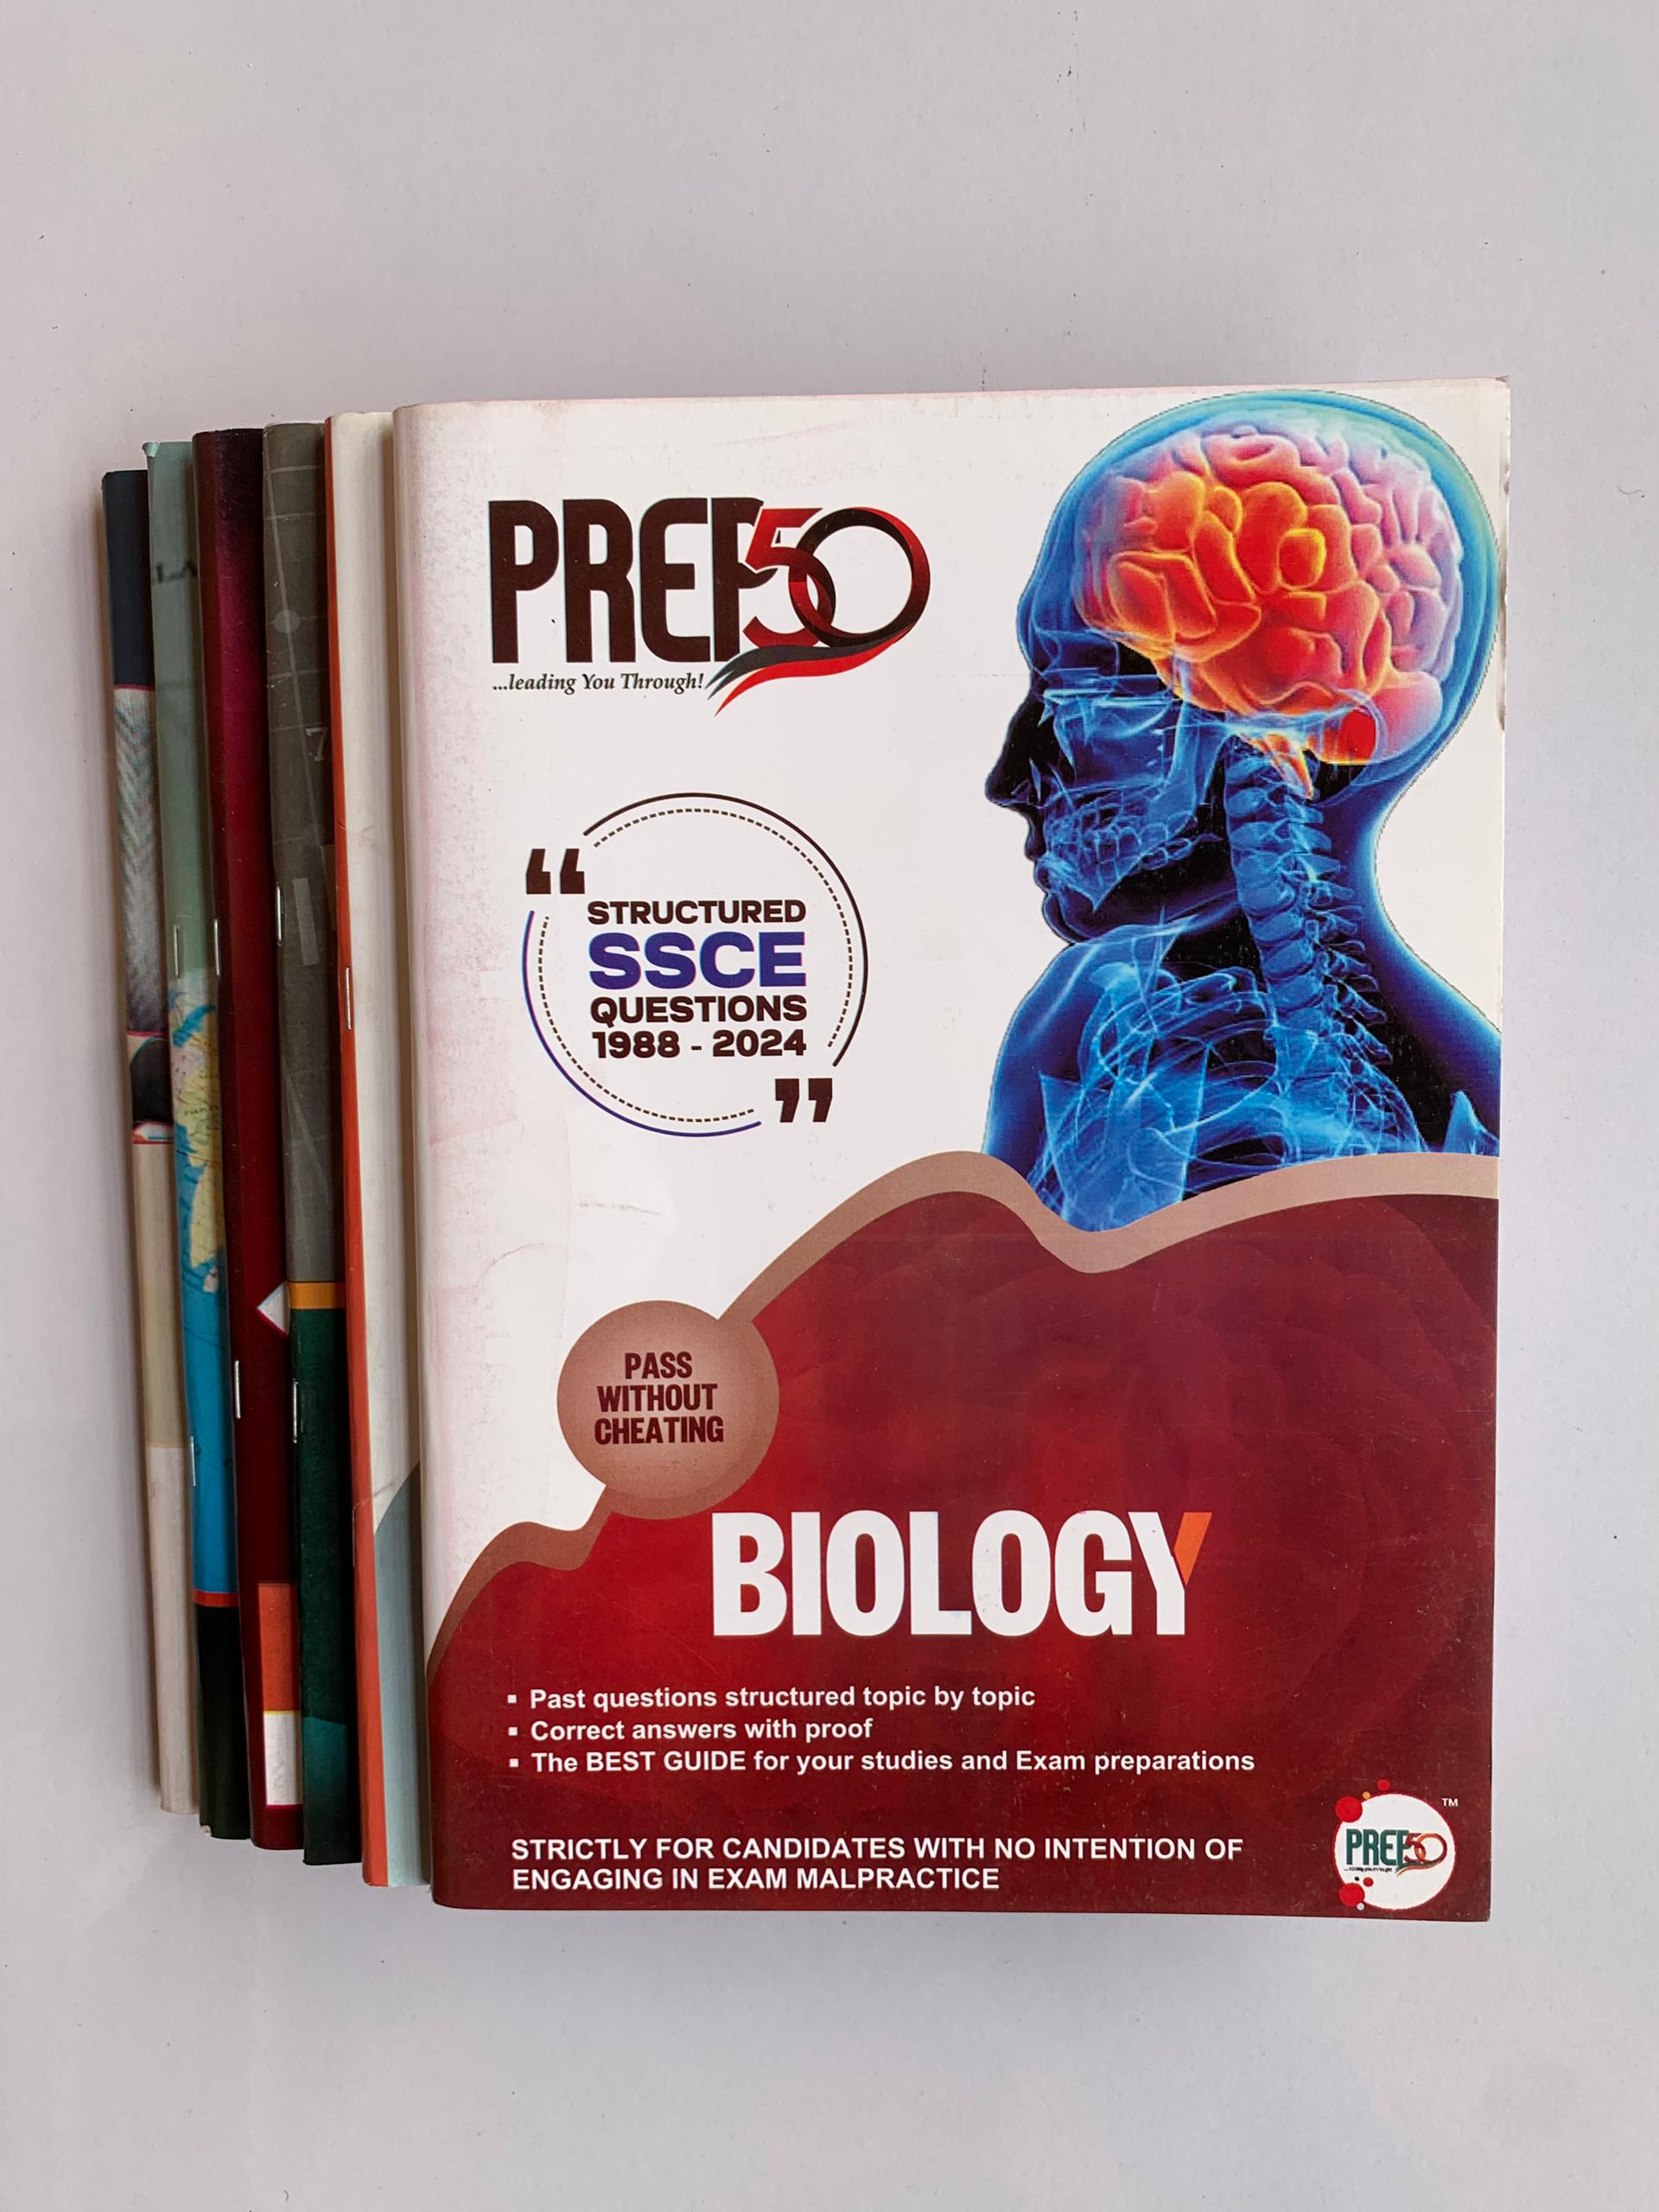 PREP50
...leading You Through!
“
STRUCTURED
SSCE
QUESTIONS
1988 - 2024
”
PASS
WITHOUT
CHEATING
BIOLOGY
▪ Past questions structured topic by topic
▪ Correct answers with proof
▪ The BEST GUIDE for your studies and Exam preparations
STRICTLY FOR CANDIDATES WITH NO INTENTION OF
ENGAGING IN EXAM MALPRACTICE
TM
PREP50
7